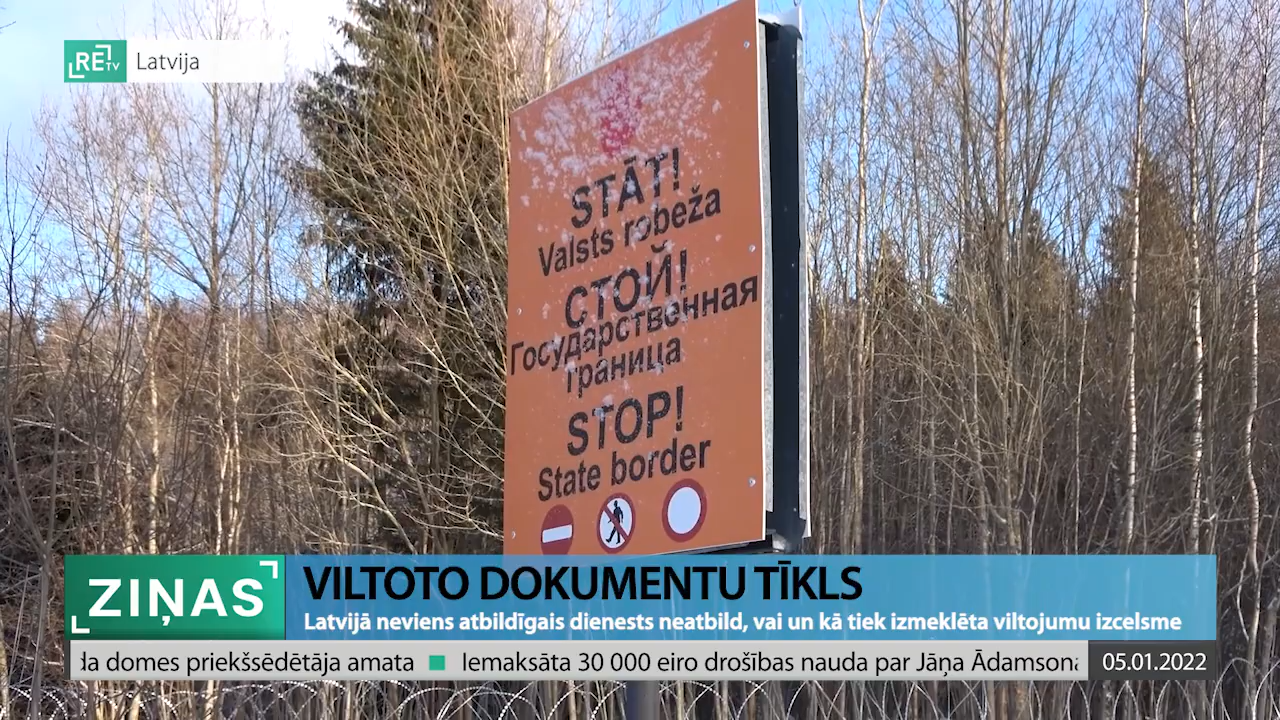 RE TV Latvija
STĀT!
Valsts robeža
СТОЙ!
Государственная
граница
STOP!
State border
ZIŅAS
VILTOTO DOKUMENTU TĪKLS
Latvijā neviens atbildīgais dienests neatbild, vai un kā tiek izmeklēta viltojumu izcelsme
domes priekšsēdētāja amata ■ Iemaksāta 30 000 eiro drošības nauda par Jāņa Ādamsona 05.01.2022